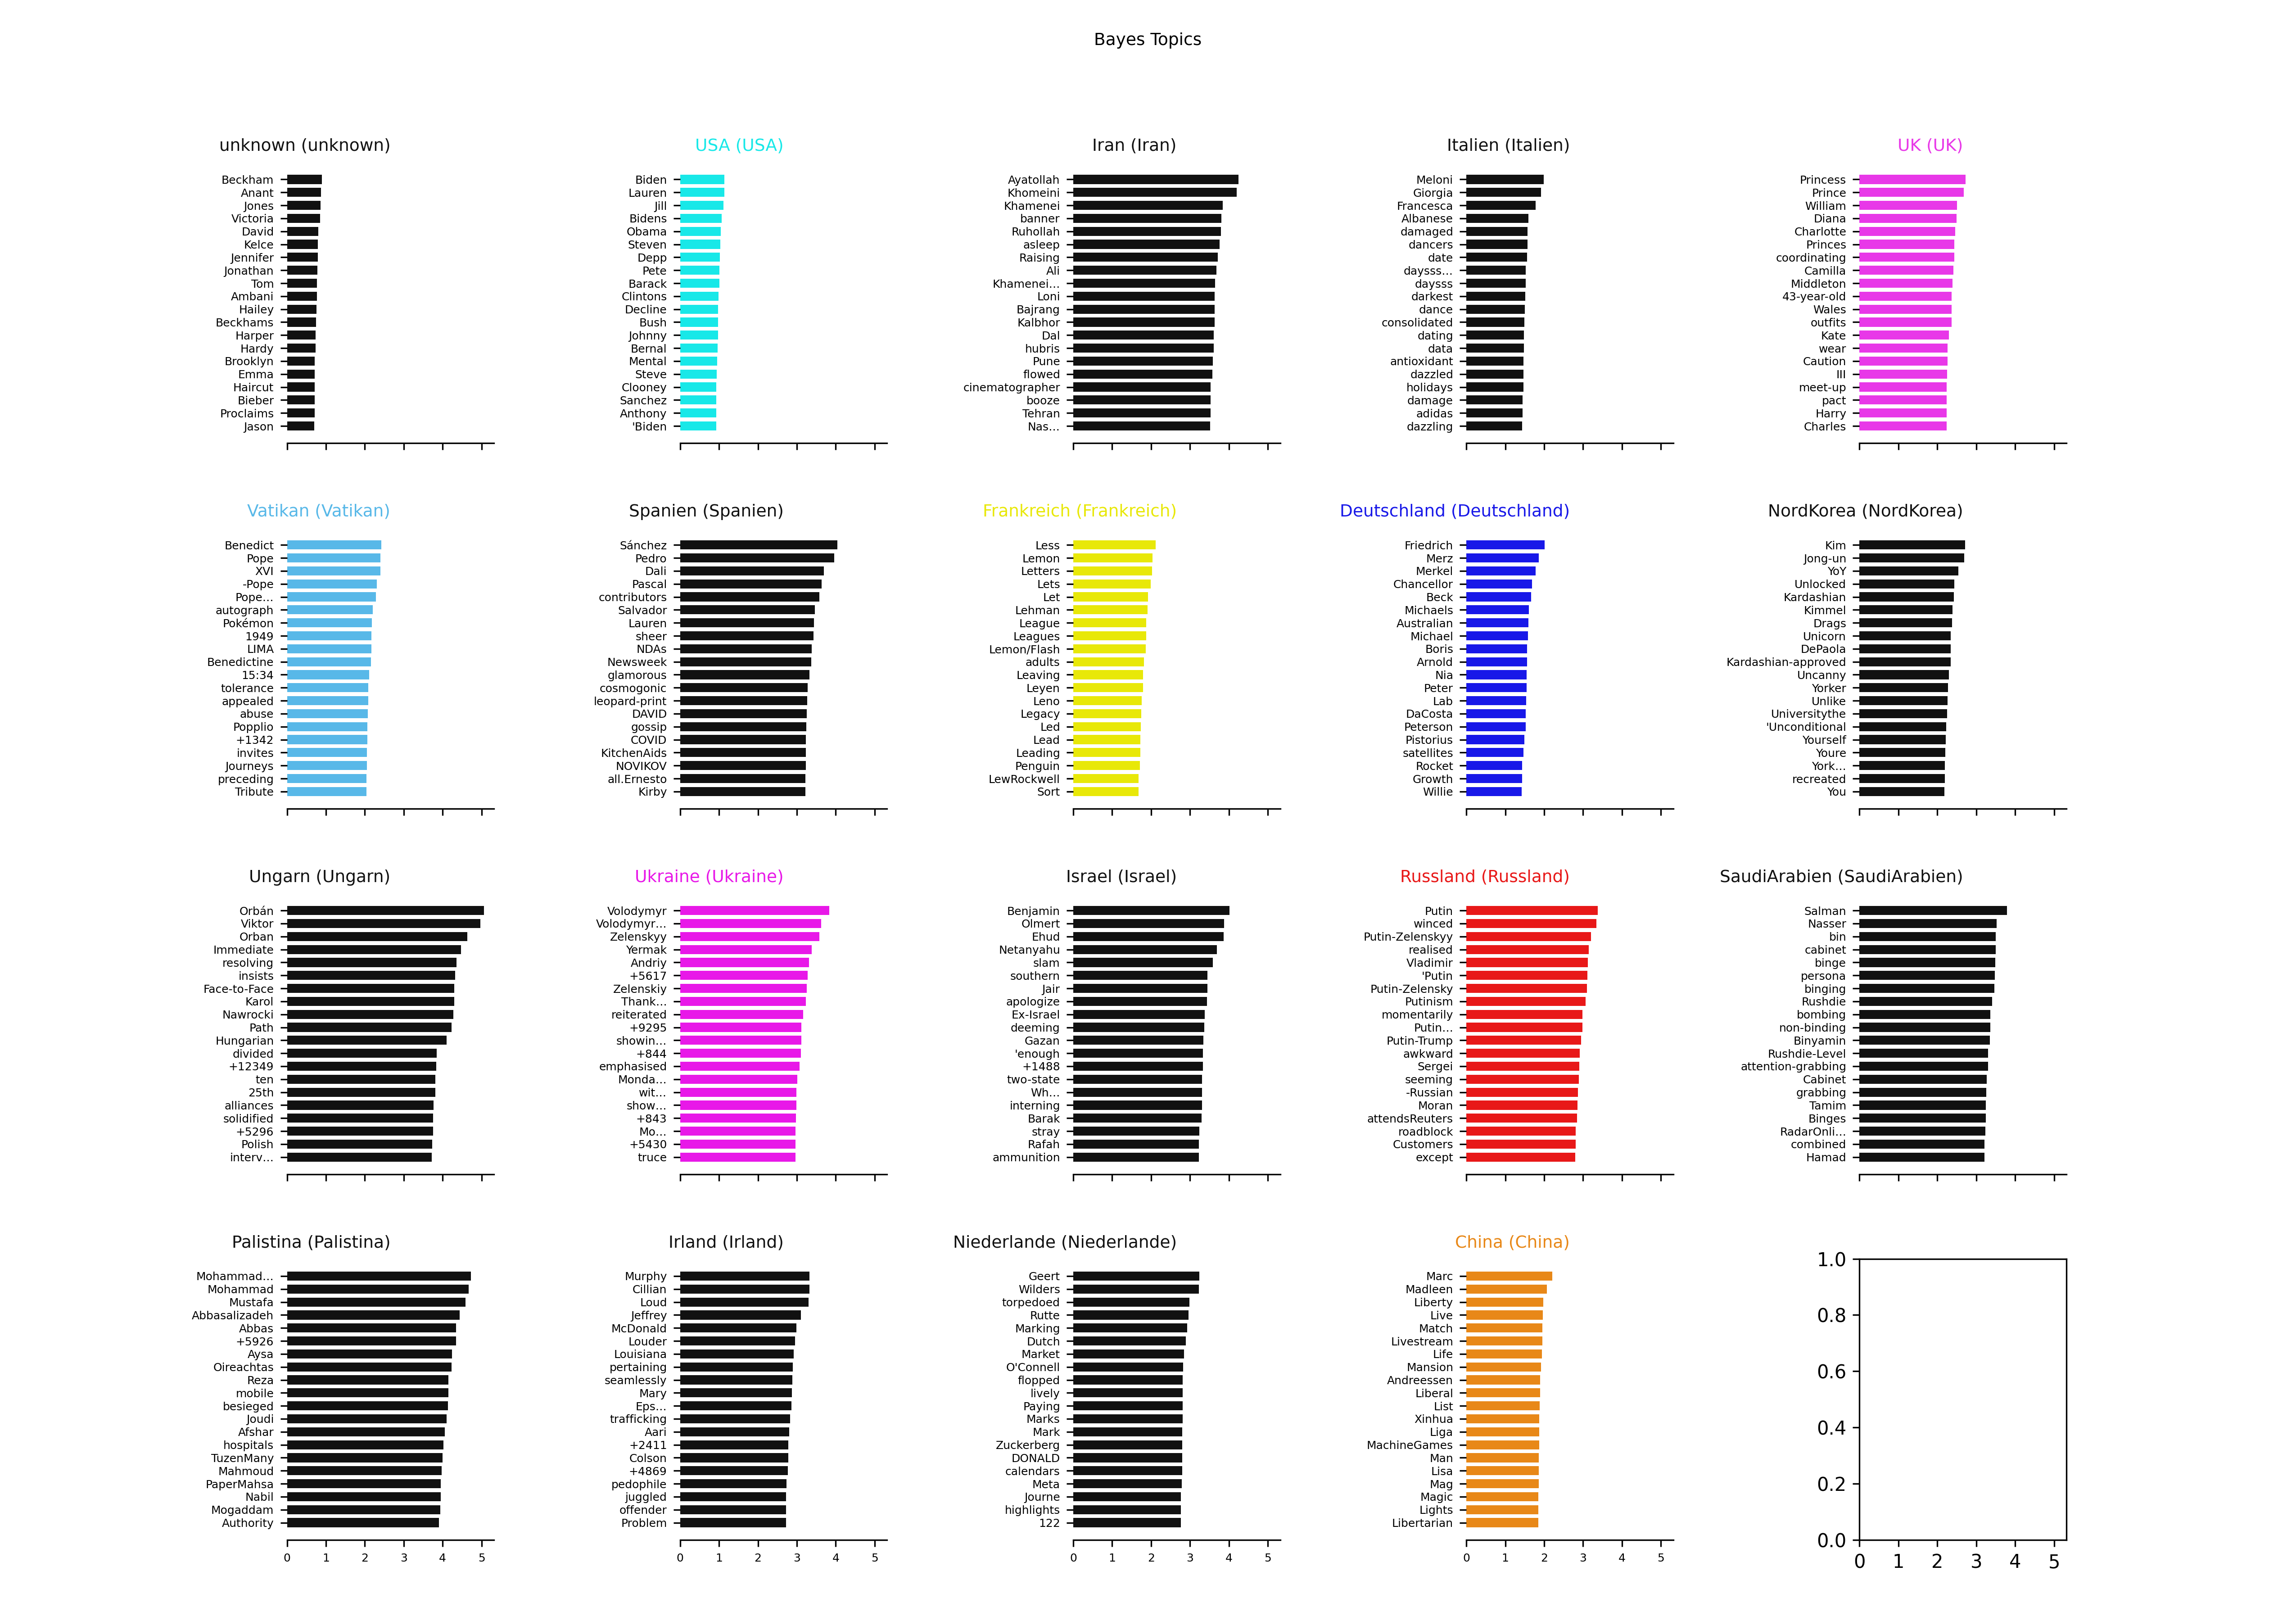 Bayes Topics
unknown (unknown)
Beckham
Anant
Jones
Victoria
David
Kelce
Jennifer
Jonathan
Tom
Ambani
Hailey
Beckhams
Harper
Hardy
Brooklyn
Emma
Haircut
Bieber
Proclaims
Jason
USA (USA)
Biden
Lauren
Jill
Bidens
Obama
Steven
Depp
Pete
Barack
Clintons
Decline
Bush
Johnny
Bernal
Mental
Steve
Clooney
Sanchez
Anthony
'Biden
Iran (Iran)
Ayatollah
Khomeini
Khamenei
banner
Ruhollah
asleep
Raising
Ali
Khamenei…
Loni
Bajrang
Kalbhor
Dal
hubris
Pune
flowed
cinematographer
booze
Tehran
Nas…
Italien (Italien)
Meloni
Giorgia
Francesca
Albanese
damaged
dancers
date
daysss…
daysss
darkest
dance
consolidated
dating
data
antioxidant
dazzled
holidays
damage
adidas
dazzling
UK (UK)
Princess
Prince
William
Diana
Charlotte
Princes
coordinating
Camilla
Middleton
43-year-old
Wales
outfits
Kate
wear
Caution
III
meet-up
pact
Harry
Charles
Vatikan (Vatikan)
Benedict
Pope
XVI
-Pope
Pope…
autograph
Pokémon
1949
LIMA
Benedictine
15:34
tolerance
appealed
abuse
Popplio
+1342
invites
Journeys
preceding
Tribute
Spanien (Spanien)
Sánchez
Pedro
Dali
Pascal
contributors
Salvador
Lauren
sheer
NDAs
Newsweek
glamorous
cosmogonic
leopard-print
DAVID
gossip
COVID
KitchenAids
NOVIKOV
all.Ernesto
Kirby
Frankreich (Frankreich)
Less
Lemon
Letters
Lets
Let
Lehman
League
Leagues
Lemon/Flash
adults
Leaving
Leyen
Leno
Legacy
Led
Lead
Leading
Penguin
LewRockwell
Sort
Deutschland (Deutschland)
Friedrich
Merz
Merkel
Chancellor
Beck
Michaels
Australian
Michael
Boris
Arnold
Nia
Peter
Lab
DaCosta
Peterson
Pistorius
satellites
Rocket
Growth
Willie
NordKorea (NordKorea)
Kim
Jong-un
YoY
Unlocked
Kardashian
Kimmel
Drags
Unicorn
DePaola
Kardashian-approved
Uncanny
Yorker
Unlike
Universitythe
'Unconditional
Yourself
Youre
York…
recreated
You
Ungarn (Ungarn)
Orbán
Viktor
Orban
Immediate
resolving
insists
Face-to-Face
Karol
Nawrocki
Path
Hungarian
divided
+12349
ten
25th
alliances
solidified
+5296
Polish
interv…
Ukraine (Ukraine)
Volodymyr
Volodymyr…
Zelenskyy
Yermak
Andriy
+5617
Zelenskiy
Thank…
reiterated
+9295
showin…
+844
emphasised
Monda…
wit…
show…
+843
Mo…
+5430
truce
Israel (Israel)
Benjamin
Olmert
Ehud
Netanyahu
slam
southern
Jair
apologize
Ex-Israel
deeming
Gazan
'enough
+1488
two-state
Wh…
interning
Barak
stray
Rafah
ammunition
Russland (Russland)
Putin
winced
Putin-Zelenskyy
realised
Vladimir
'Putin
Putin-Zelensky
Putinism
momentarily
Putin…
Putin-Trump
awkward
Sergei
seeming
-Russian
Moran
attendsReuters
roadblock
Customers
except
SaudiArabien (SaudiArabien)
Salman
Nasser
bin
cabinet
binge
persona
binging
Rushdie
bombing
non-binding
Binyamin
Rushdie-Level
attention-grabbing
Cabinet
grabbing
Tamim
Binges
RadarOnli…
combined
Hamad
Palistina (Palistina)
Mohammad…
Mohammad
Mustafa
Abbasalizadeh
Abbas
+5926
Aysa
Oireachtas
Reza
mobile
besieged
Joudi
Afshar
hospitals
TuzenMany
Mahmoud
PaperMahsa
Nabil
Mogaddam
Authority
0 1 2 3 4 5
Irland (Irland)
Murphy
Cillian
Loud
Jeffrey
McDonald
Louder
Louisiana
pertaining
seamlessly
Mary
Eps…
trafficking
Aari
+2411
Colson
+4869
pedophile
juggled
offender
Problem
0 1 2 3 4 5
Niederlande (Niederlande)
Geert
Wilders
torpedoed
Rutte
Marking
Dutch
Market
O'Connell
flopped
lively
Paying
Marks
Mark
Zuckerberg
DONALD
calendars
Meta
Journe
highlights
122
0 1 2 3 4 5
China (China)
Marc
Madleen
Liberty
Live
Match
Livestream
Life
Mansion
Andreessen
Liberal
List
Xinhua
Liga
MachineGames
Man
Lisa
Mag
Magic
Lights
Libertarian
0 1 2 3 4 5
1.0
0.8
0.6
0.4
0.2
0.0
0 1 2 3 4 5